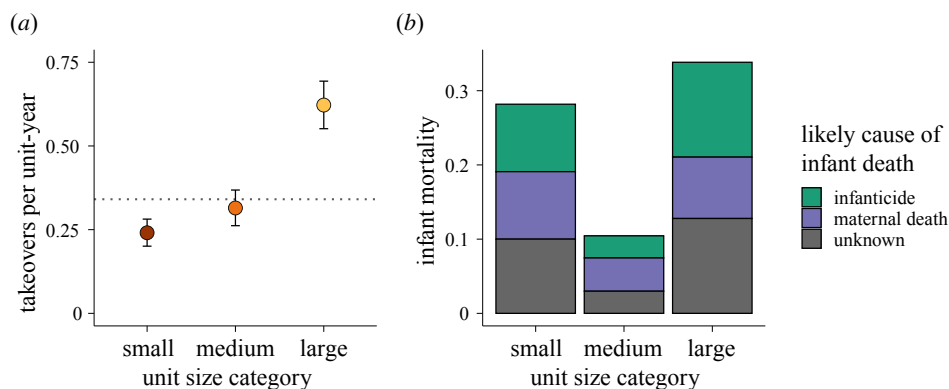 (a)
takeovers per unit-year
0.75
0.50
0.25
0
small medium large
unit size category
(b)
infant mortality
0.3
0.2
0.1
0
small medium large
unit size category
likely cause of
infant death
infanticide
maternal death
unknown